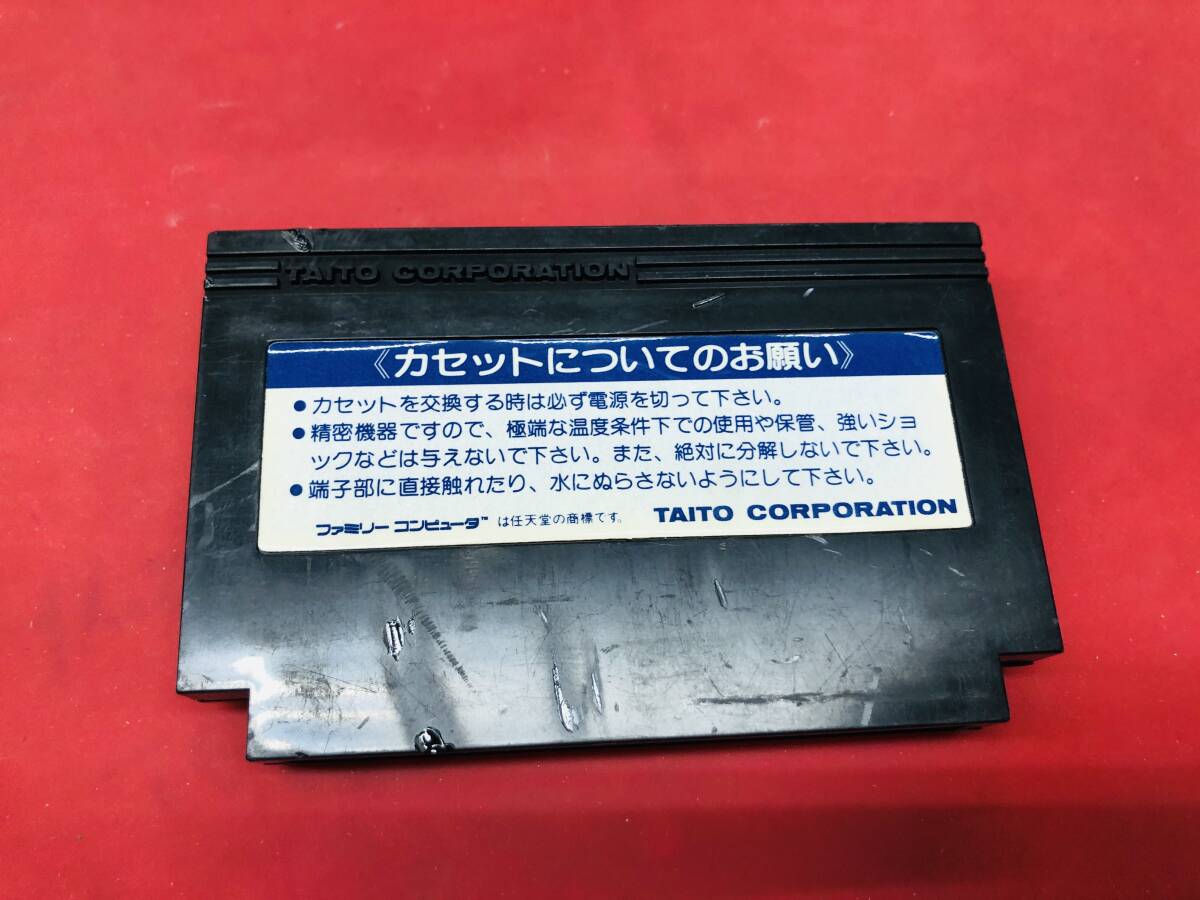 TAITO CORPORATION
《カセットについてのお願い》
●カセットを交換する時は必ず電源を切って下さい。
●精密機器ですので、極端な温度条件下での使用や保管、強いショ
ックなどは与えないで下さい。また、絶対に分解しないで下さい。
●端子部に直接触れたり、水にぬらさないようにして下さい。
ファミリーコンピュータ™ は任天堂の商標です。 TAITO CORPORATION